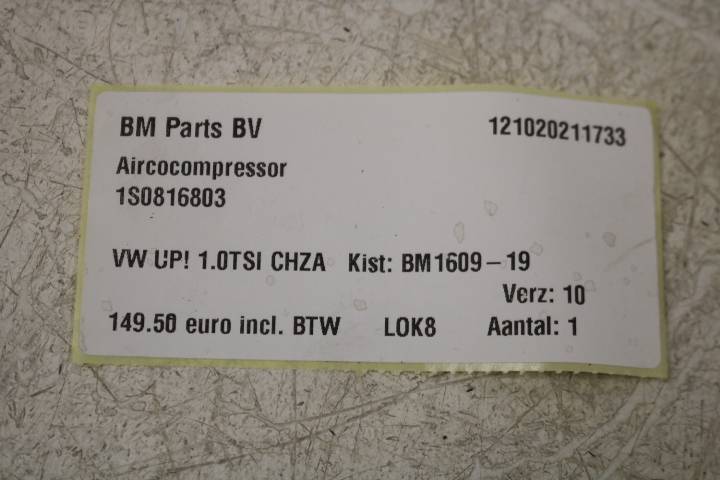 BM Parts BV 121020211733
Aircocompressor
1S0816803
VW UP! 1.0TSI CHZA Kist: BM1609-19
Verz: 10
149.50 euro incl. BTW LOK8 Aantal: 1